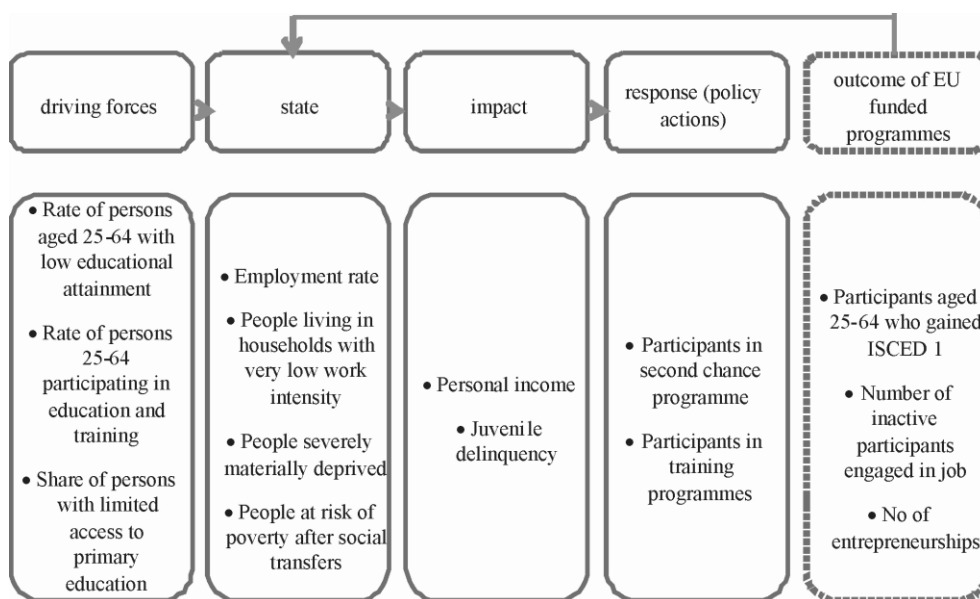 driving forces
state
impact
response (policy
actions)
outcome of EU
funded
programmes
• Rate of persons
aged 25-64 with
low educational
attainment
• Rate of persons
25-64
participating in
education and
training
• Share of persons
with limited
access to
primary
education
• Employment rate
• People living in
households with
very low work
intensity
• People severely
materially deprived
• People at risk of
poverty after social
transfers
• Personal income
• Juvenile
delinquency
• Participants in
second chance
programme
• Participants in
training
programmes
• Participants aged
25-64 who gained
ISCED 1
• Number of
inactive
participants
engaged in job
• No of
entrepreneurships